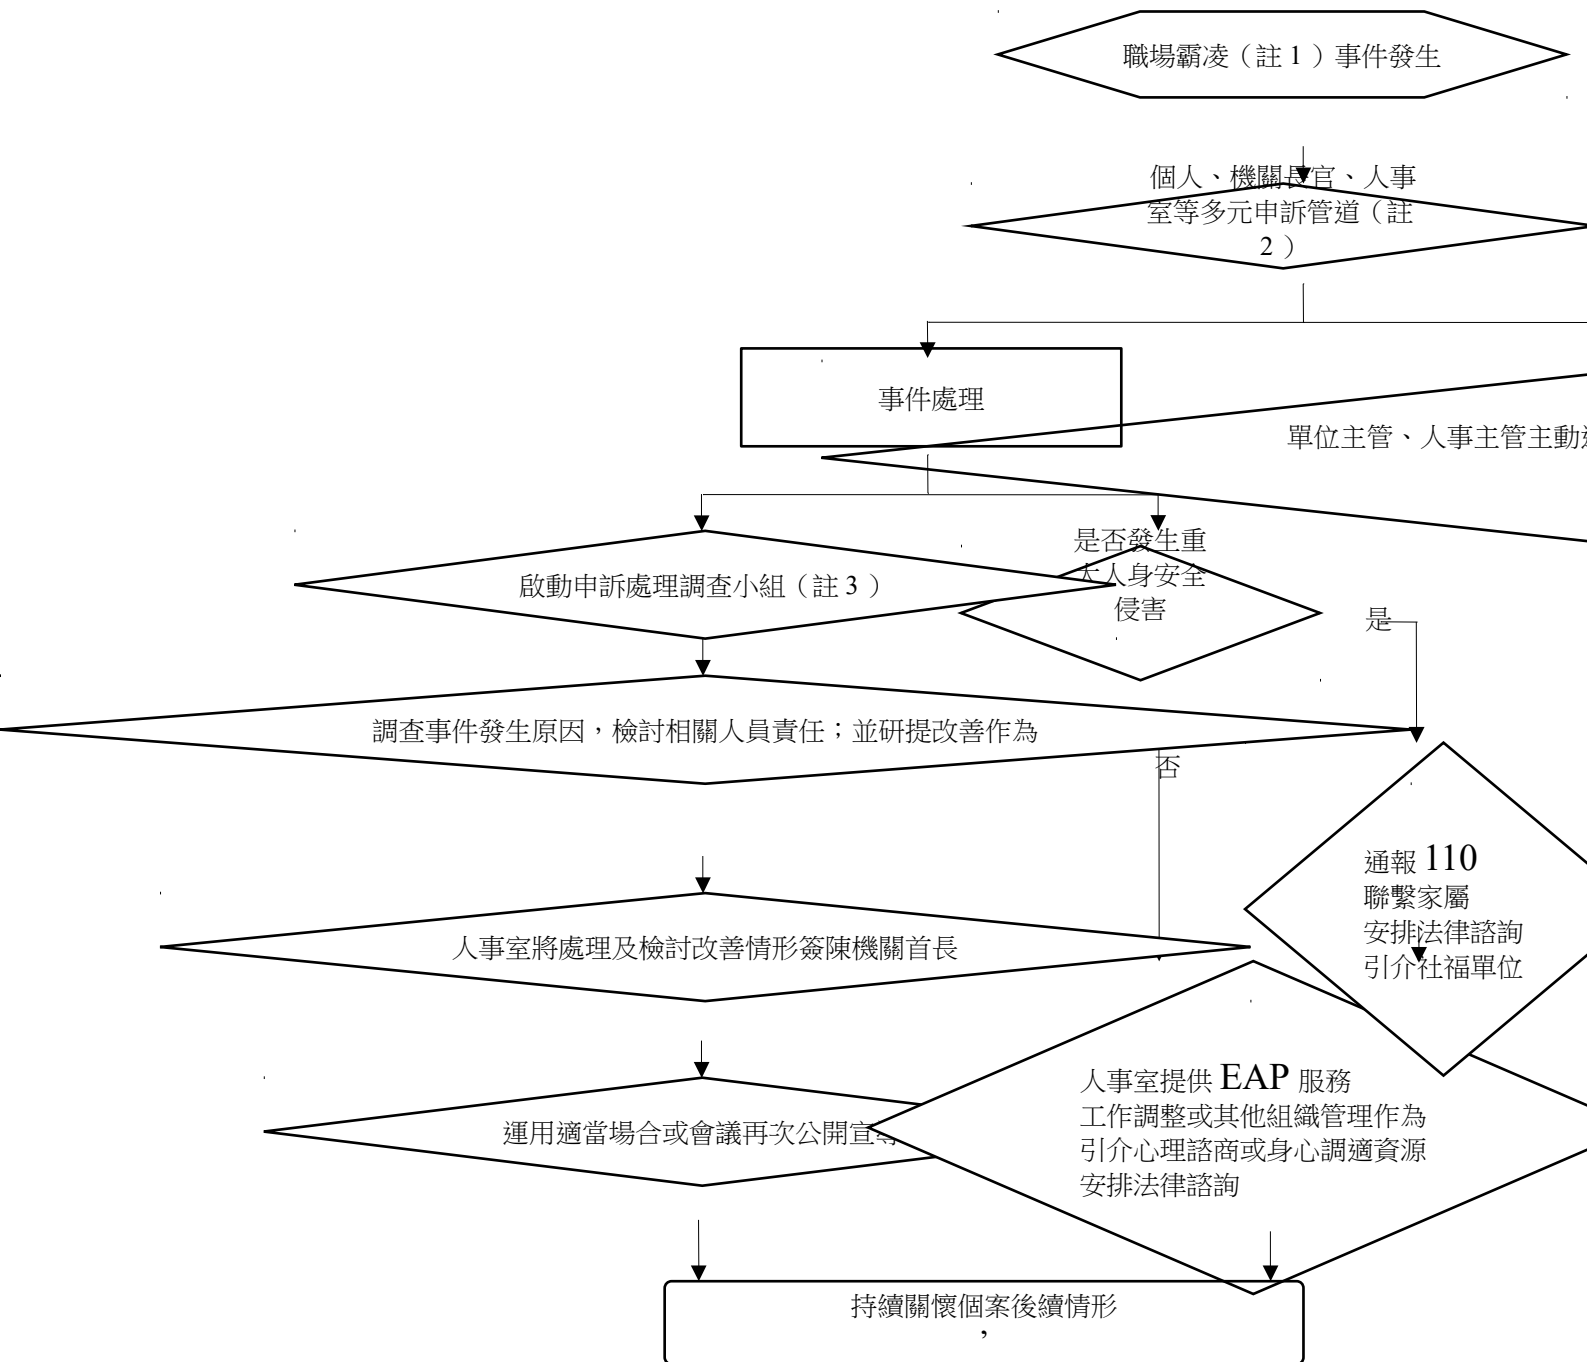 職場霸凌（註 1 ）事件發生
個人、機關長官、人事
室等多元申訴管道（註
2 ）
事件處理
單位主管、人事主管主動
是否發生重
大人身安全
侵害
啟動申訴處理調查小組（註 3 ）
是
調查事件發生原因，檢討相關人員責任；並研提改善作為
否
通報 110
聯繫家屬
安排法律諮詢
引介社福單位
人事室將處理及檢討改善情形簽陳機關首長
人事室提供 EAP 服務
工作調整或其他組織管理作為
引介心理諮商或身心調適資源
安排法律諮詢
運用適當場合或會議再次公開宣
持續關懷個案後續情形
，